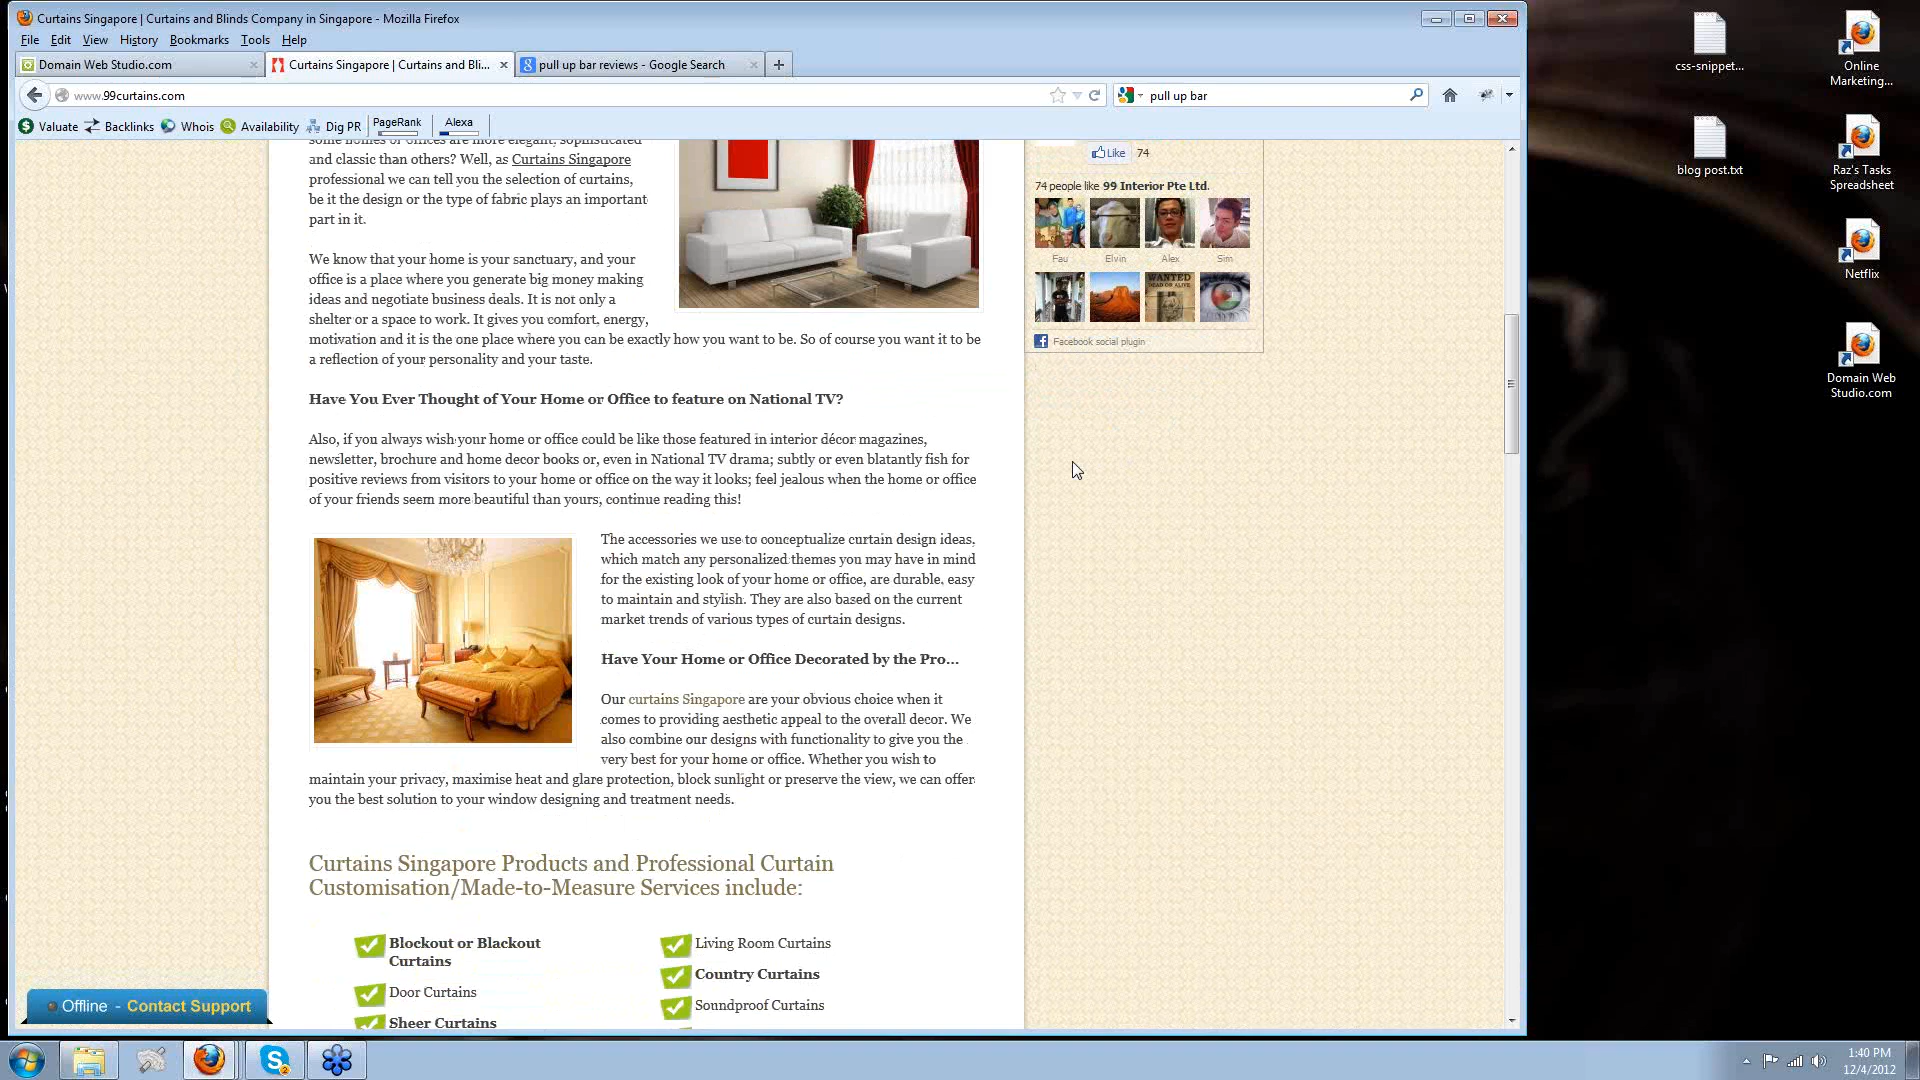 Curtains Singapore | Curtains and Blinds Company in Singapore - Mozilla Firefox
File Edit View History Bookmarks Tools Help
Domain Web Studio.com
Curtains Singapore | Curtains and Bli...
pull up bar reviews - Google Search
www.99curtains.com
pull up bar
Valuate Backlinks Whois Availability Dig PR PageRank Alexa
some homes or offices are more elegant, sophisticated
and classic than others? Well, as Curtains Singapore
professional we can tell you the selection of curtains,
be it the design or the type of fabric plays an important
part in it.
We know that your home is your sanctuary, and your
office is a place where you generate big money making
ideas and negotiate business deals. It is not only a
shelter or a space to work. It gives you comfort, energy,
motivation and it is the one place where you can be exactly how you want to be. So of course you want it to be
a reflection of your personality and your taste.
Have You Ever Thought of Your Home or Office to feature on National TV?
Also, if you always wish your home or office could be like those featured in interior décor magazines,
newsletter, brochure and home decor books or, even in National TV drama; subtly or even blatantly fish for
positive reviews from visitors to your home or office on the way it looks; feel jealous when the home or office
of your friends seem more beautiful than yours, continue reading this!
The accessories we use to conceptualize curtain design ideas,
which match any personalized themes you may have in mind
for the existing look of your home or office, are durable, easy
to maintain and stylish. They are also based on the current
market trends of various types of curtain designs.
Have Your Home or Office Decorated by the Pro...
Our curtains Singapore are your obvious choice when it
comes to providing aesthetic appeal to the overall decor. We
also combine our designs with functionality to give you the
very best for your home or office. Whether you wish to
maintain your privacy, maximise heat and glare protection, block sunlight or preserve the view, we can offer
you the best solution to your window designing and treatment needs.
Curtains Singapore Products and Professional Curtain
Customisation/Made-to-Measure Services include:
Blockout or Blackout
Curtains
Door Curtains
Sheer Curtains
Living Room Curtains
Country Curtains
Soundproof Curtains
Like 74
74 people like 99 Interior Pte Ltd.
Fau Elvin Alex Sim
WANTED
DEAD OR ALIVE
Facebook social plugin
Offline - Contact Support
css-snippet...
blog post.txt
Online
Marketing...
Raz's Tasks
Spreadsheet
Netflix
Domain Web
Studio.com
2
1:40 PM
12/4/2012